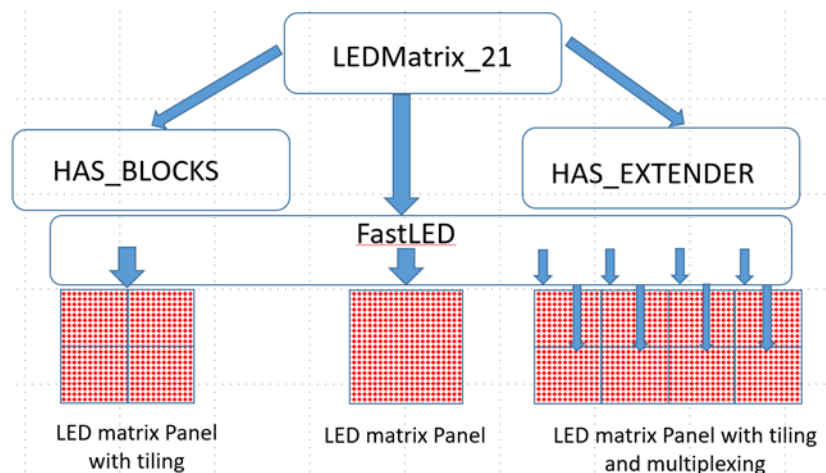 LEDMatrix_21
HAS_BLOCKS
HAS_EXTENDER
FastLED
LED matrix Panel
with tiling
LED matrix Panel
LED matrix Panel with tiling
and multiplexing